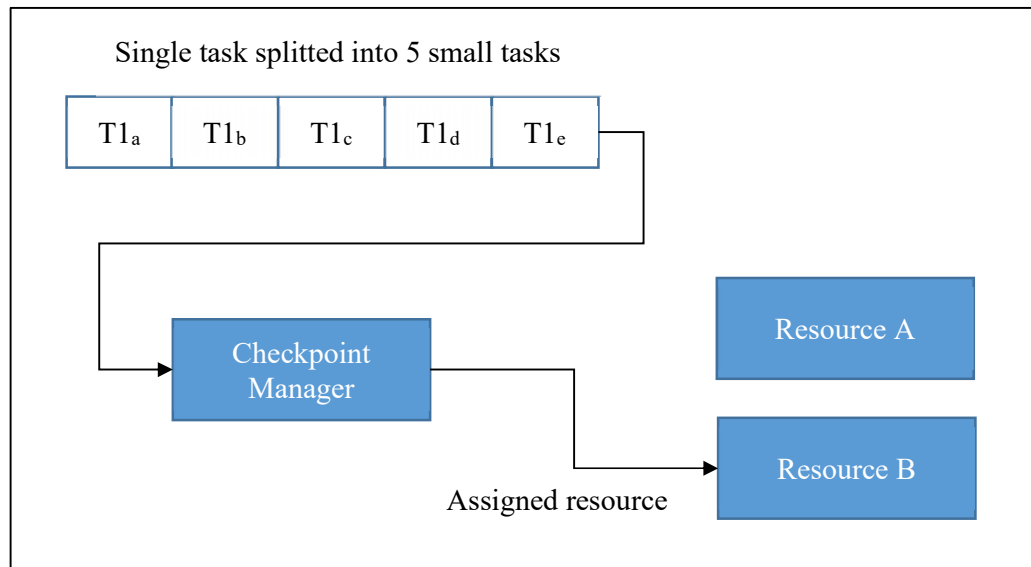 Single task splitted into 5 small tasks
T1a T1b T1c T1d T1e
Resource A
Checkpoint
Manager
Resource B
Assigned resource